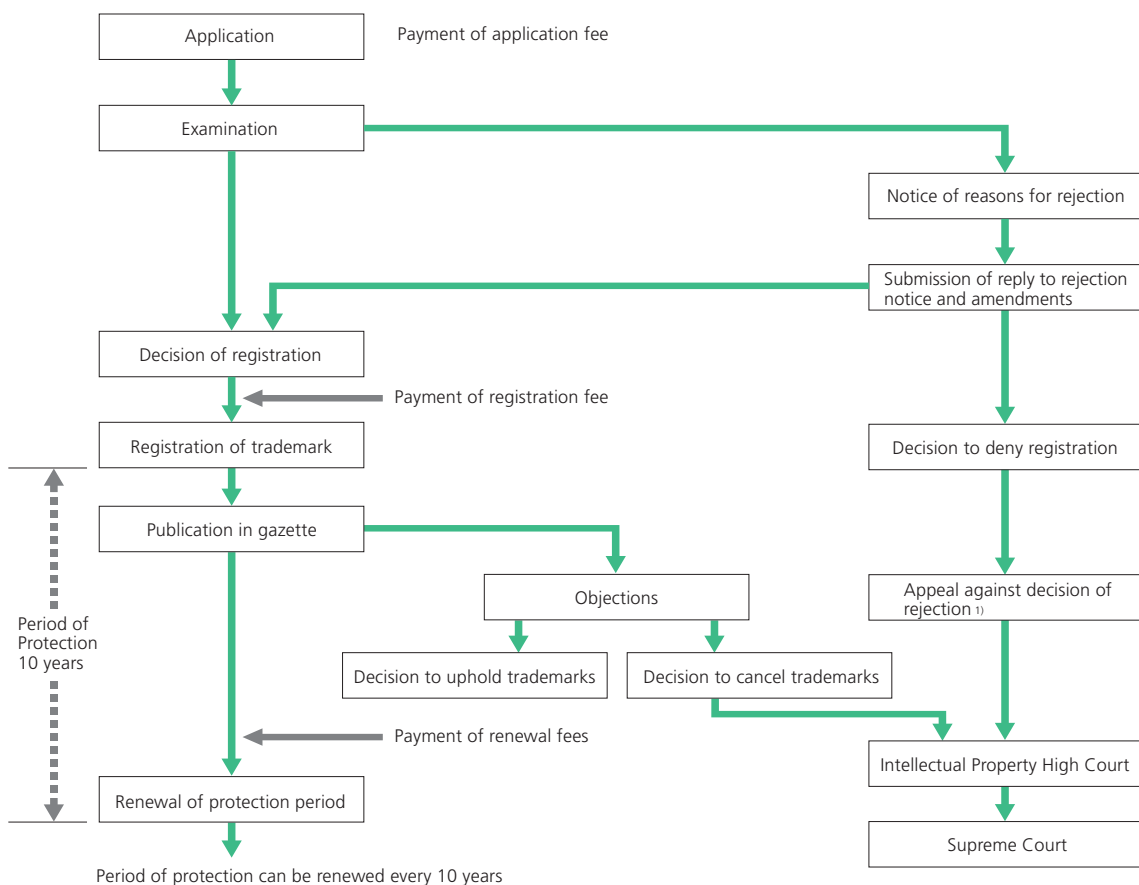 Application
Payment of application fee
Examination
Notice of reasons for rejection
Submission of reply to rejection
notice and amendments
Decision of registration
Payment of registration fee
Registration of trademark
Decision to deny registration
Publication in gazette
Objections
Appeal against decision of
rejection 1)
Period of
Protection
10 years
Decision to uphold trademarks
Decision to cancel trademarks
Payment of renewal fees
Intellectual Property High Court
Renewal of protection period
Supreme Court
Period of protection can be renewed every 10 years